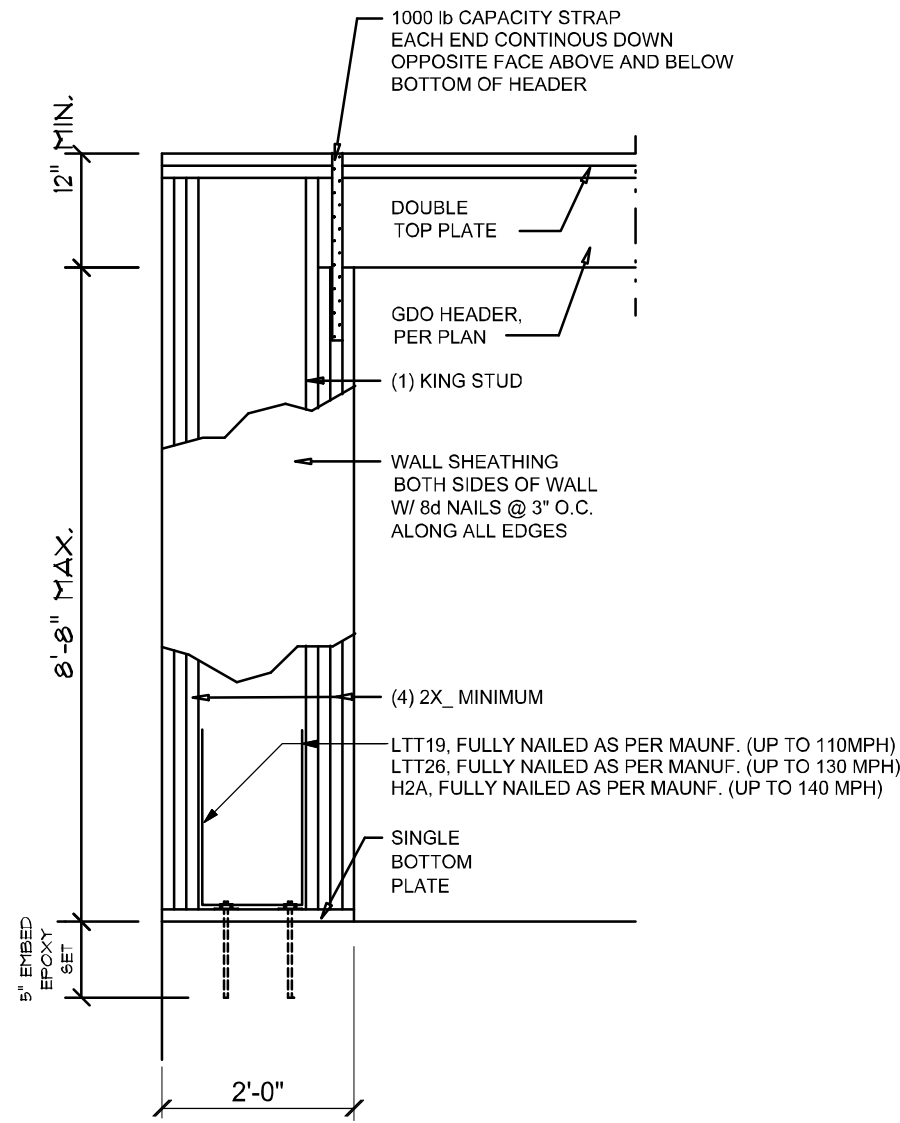 1000 lb CAPACITY STRAP
EACH END CONTINOUS DOWN
OPPOSITE FACE ABOVE AND BELOW
BOTTOM OF HEADER
12" MIN.
DOUBLE
TOP PLATE
GDO HEADER,
PER PLAN
(1) KING STUD
WALL SHEATHING
BOTH SIDES OF WALL
W/ 8d NAILS @ 3" O.C.
ALONG ALL EDGES
8'-8" MAX.
(4) 2X_ MINIMUM
LTT19, FULLY NAILED AS PER MAUNF. (UP TO 110MPH)
LTT26, FULLY NAILED AS PER MANUF. (UP TO 130 MPH)
H2A, FULLY NAILED AS PER MAUNF. (UP TO 140 MPH)
SINGLE
BOTTOM
PLATE
5" EMBED
EPOXY
SET
2'-0"